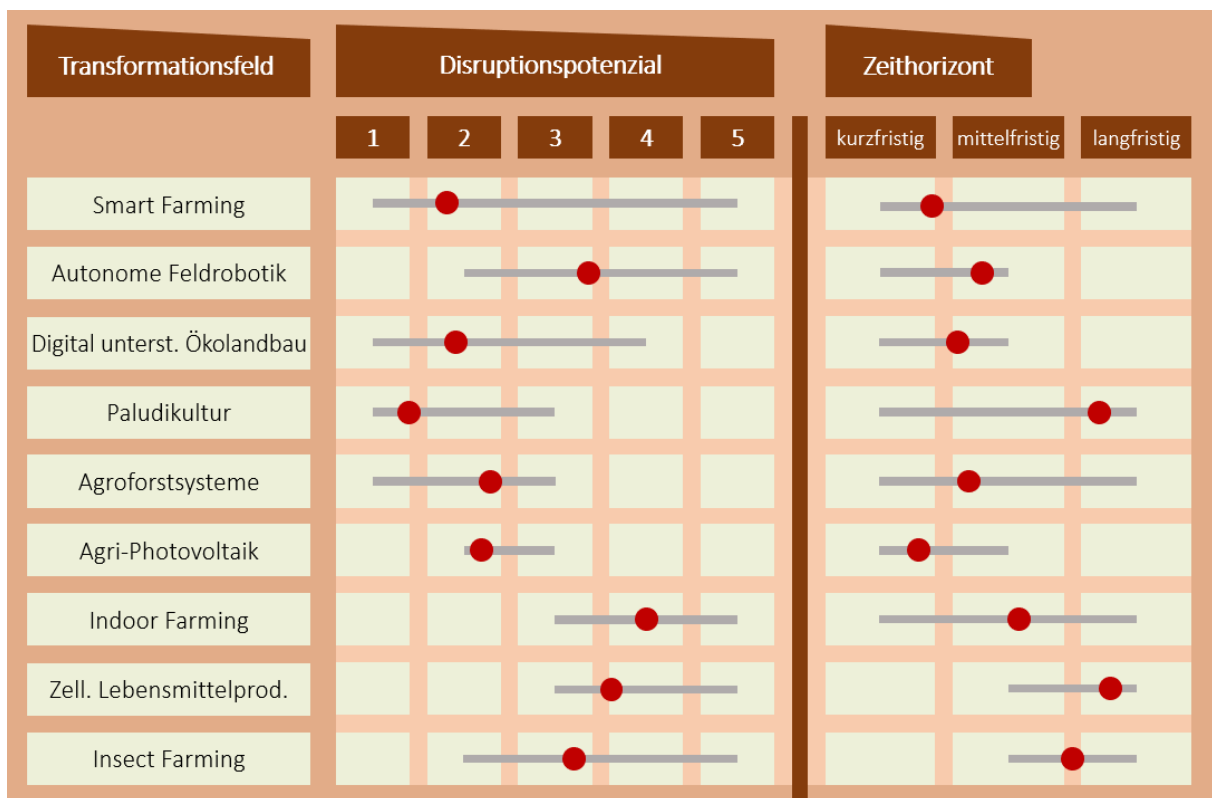 Transformationsfeld
Disruptionspotenzial
Zeithorizont
1 2 3 4 5
kurzfristig mittelfristig langfristig
Smart Farming
Autonome Feldrobotik
Digital unterst. Ökolandbau
Paludikultur
Agroforstsysteme
Agri-Photovoltaik
Indoor Farming
Zell. Lebensmittelprod.
Insect Farming